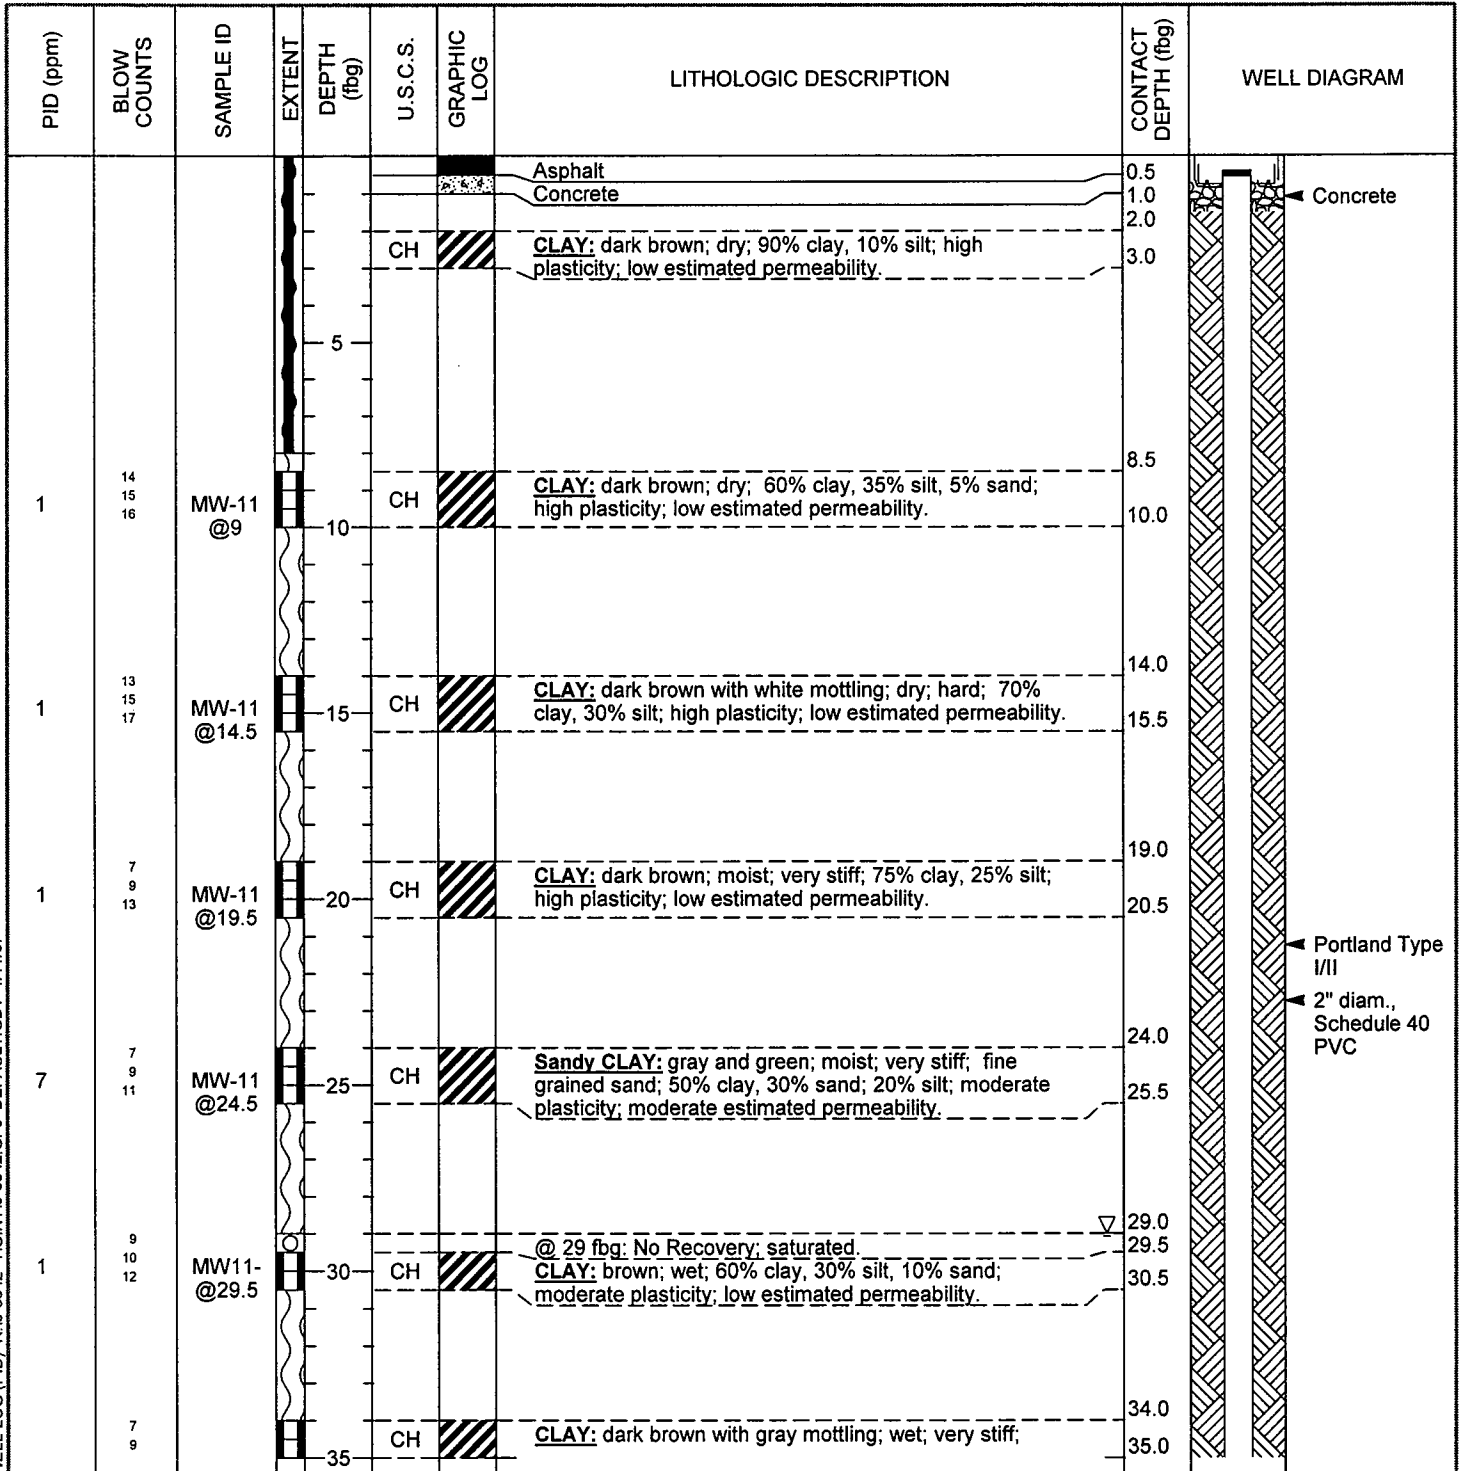 PID (ppm)
BLOW
COUNTS
SAMPLE ID
EXTENT
DEPTH
(fbg)
U.S.C.S.
GRAPHIC
LOG
LITHOLOGIC DESCRIPTION
CONTACT
DEPTH (fbg)
WELL DIAGRAM
Asphalt
0.5
Concrete
1.0
Concrete
2.0
CH
CLAY: dark brown; dry; 90% clay, 10% silt; high
plasticity; low estimated permeability.
3.0
5
8.5
1
14
15
16
MW-11
@9
CH
CLAY: dark brown; dry; 60% clay, 35% silt, 5% sand;
high plasticity; low estimated permeability.
10.0
10
14.0
1
13
15
17
MW-11
@14.5
15
CH
CLAY: dark brown with white mottling; dry; hard; 70%
clay, 30% silt; high plasticity; low estimated permeability.
15.5
19.0
1
7
9
13
MW-11
@19.5
20
CH
CLAY: dark brown; moist; very stiff; 75% clay, 25% silt;
high plasticity; low estimated permeability.
20.5
Portland Type
I/II
2" diam.,
Schedule 40
PVC
24.0
7
7
9
11
MW-11
@24.5
25
CH
Sandy CLAY: gray and green; moist; very stiff; fine
grained sand; 50% clay, 30% sand; 20% silt; moderate
plasticity; moderate estimated permeability.
25.5
29.0
@ 29 fbg: No Recovery; saturated.
29.5
1
9
10
12
MW11-
@29.5
30
CH
CLAY: brown; wet; 60% clay, 30% silt, 10% sand;
moderate plasticity; low estimated permeability.
30.5
34.0
7
9
35
CH
CLAY: dark brown with gray mottling; wet; very stiff;
35.0